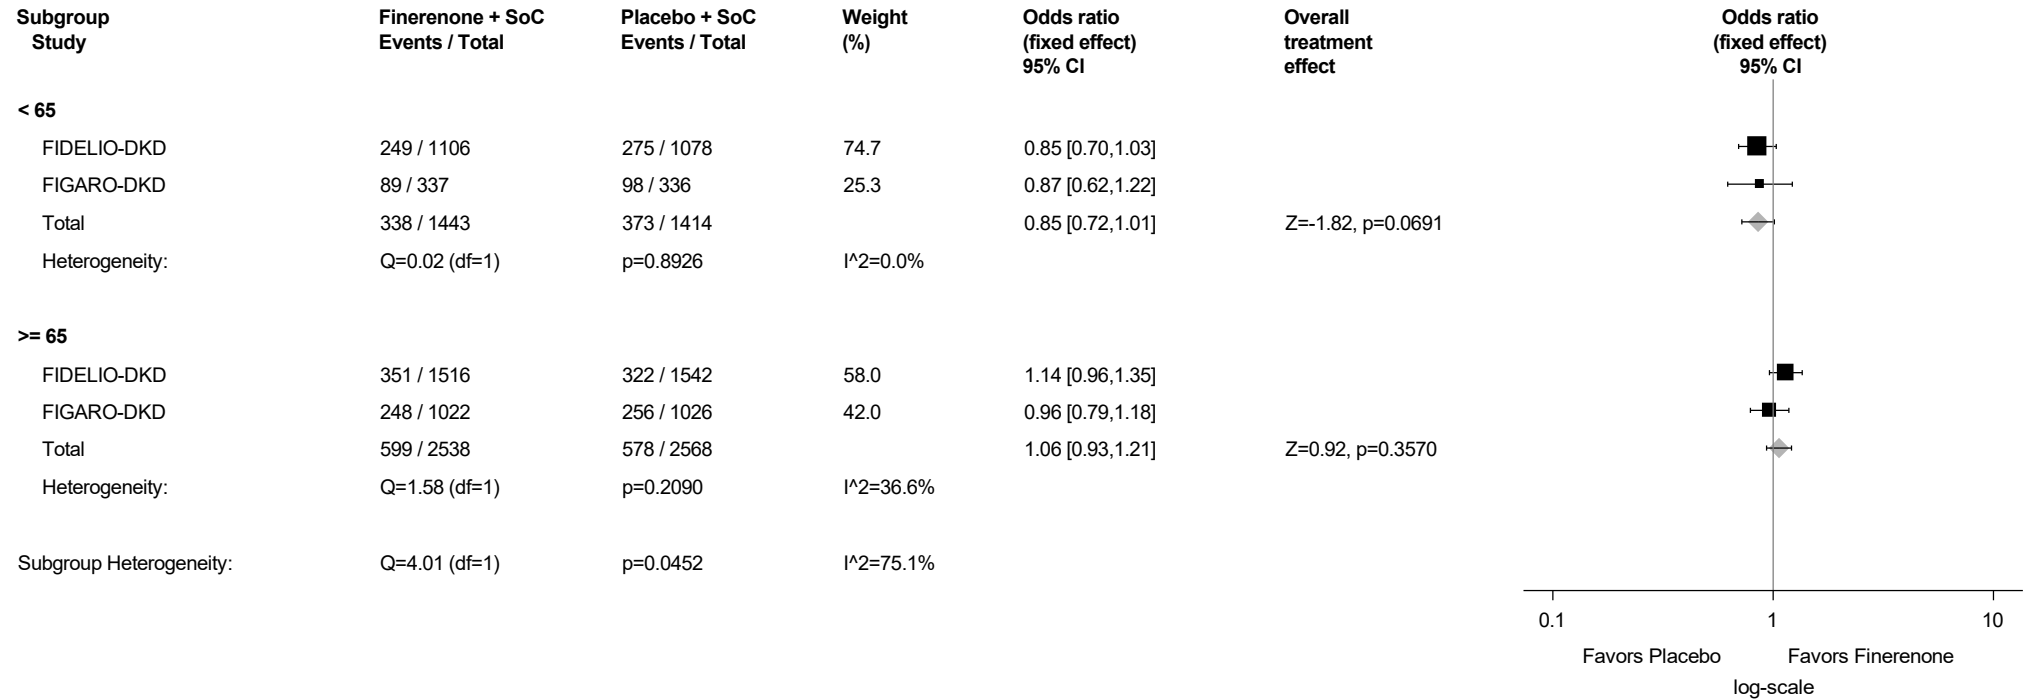 Subgroup Finerenone + SoC Placebo + SoC Weight Odds ratio Overall Odds ratio
Study Events / Total Events / Total (%) (fixed effect) treatment (fixed effect)
95% CI effect 95% CI
< 65
FIDELIO-DKD 249 / 1106 275 / 1078 74.7 0.85 [0.70,1.03]
FIGARO-DKD 89 / 337 98 / 336 25.3 0.87 [0.62,1.22]
Total 338 / 1443 373 / 1414 0.85 [0.72,1.01] Z=-1.82, p=0.0691
Heterogeneity: Q=0.02 (df=1) p=0.8926 I^2=0.0%
>= 65
FIDELIO-DKD 351 / 1516 322 / 1542 58.0 1.14 [0.96,1.35]
FIGARO-DKD 248 / 1022 256 / 1026 42.0 0.96 [0.79,1.18]
Total 599 / 2538 578 / 2568 1.06 [0.93,1.21] Z=0.92, p=0.3570
Heterogeneity: Q=1.58 (df=1) p=0.2090 I^2=36.6%
Subgroup Heterogeneity: Q=4.01 (df=1) p=0.0452 I^2=75.1%
0.1 1 10
Favors Placebo Favors Finerenone
log-scale